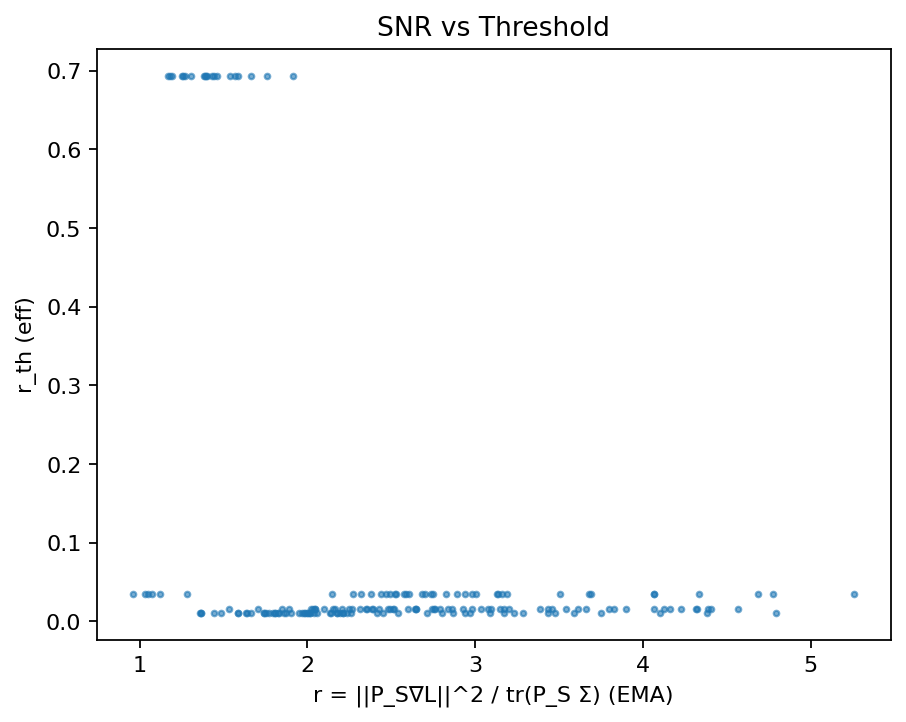 SNR vs Threshold
0.7
0.6
0.5
0.4
0.3
0.2
0.1
0.0
r_th (eff)
1 2 3 4 5
r = ||P_S∇L||^2 / tr(P_S Σ) (EMA)